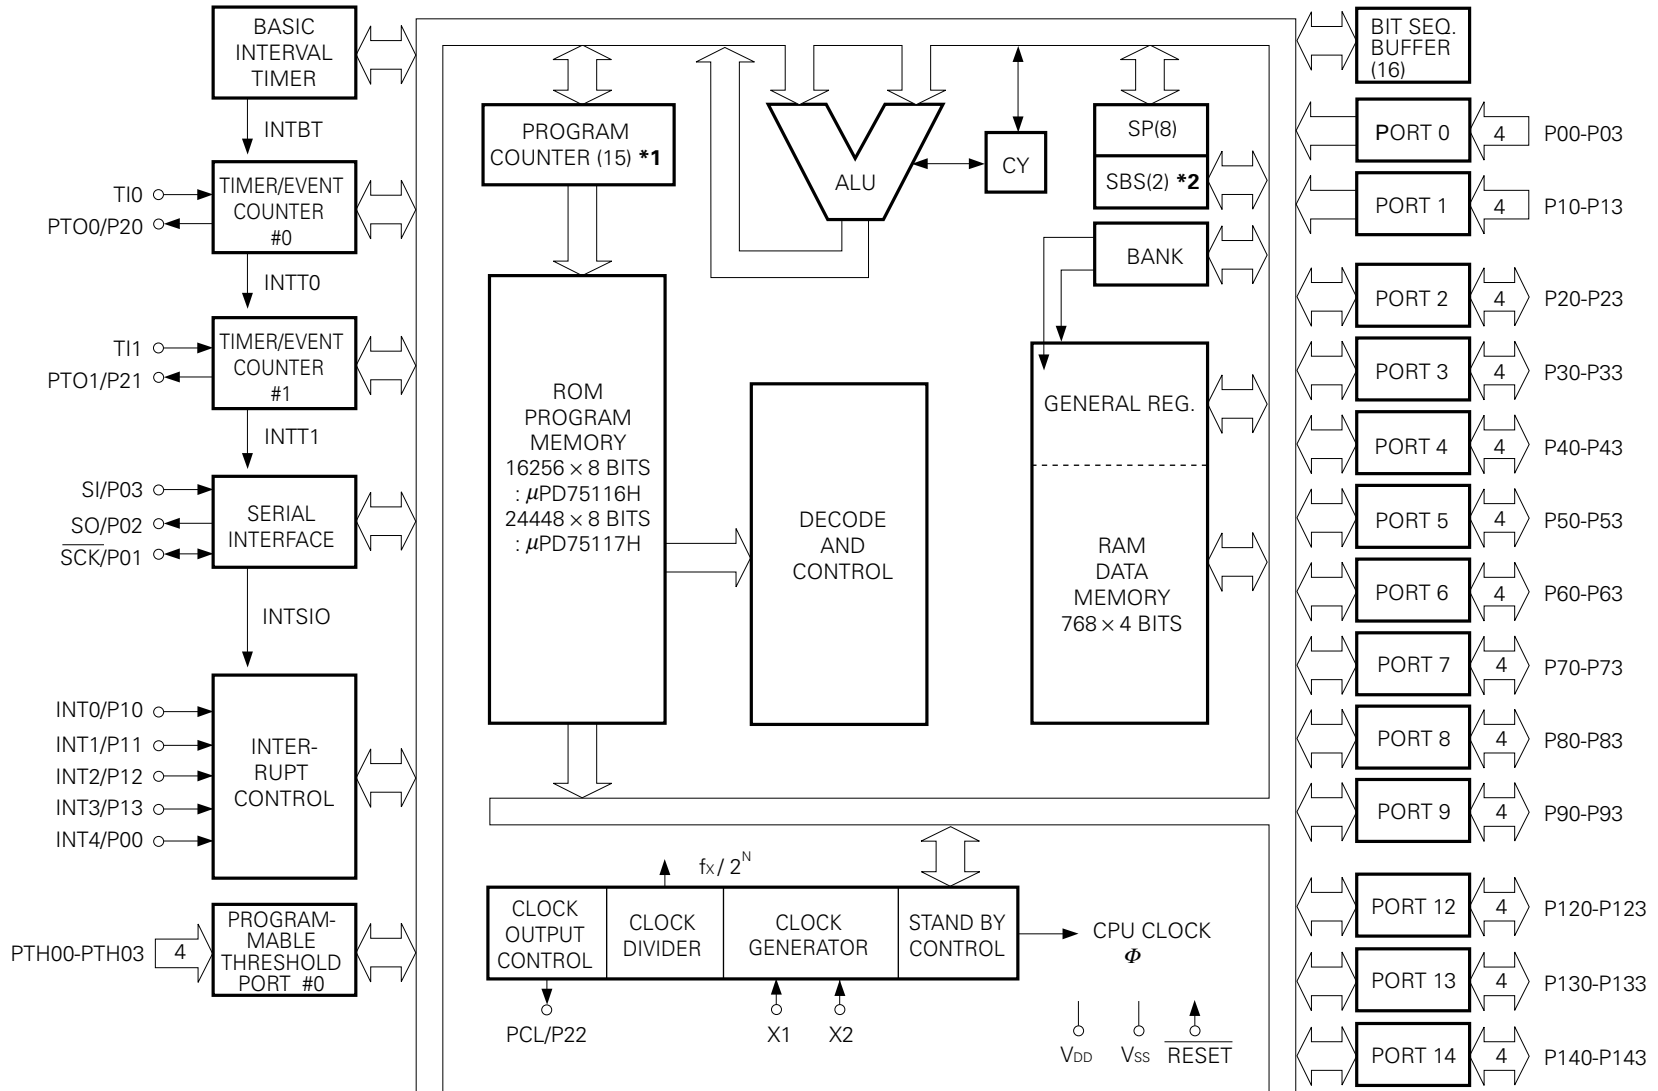 BASIC
INTERVAL
TIMER
INTBT
TI0
PTO0/P20
TIMER/EVENT
COUNTER
#0
INTT0
TI1
PTO1/P21
TIMER/EVENT
COUNTER
#1
INTT1
SI/P03
SO/P02
SCK/P01
SERIAL
INTERFACE
INTSIO
INT0/P10
INT1/P11
INT2/P12
INT3/P13
INT4/P00
INTER-
RUPT
CONTROL
PTH00-PTH03
4
PROGRAM-
MABLE
THRESHOLD
PORT #0
PROGRAM
COUNTER (15) *1
ALU
CY
SP(8)
SBS(2) *2
BANK
ROM
PROGRAM
MEMORY
16256 × 8 BITS
: μPD75116H
24448 × 8 BITS
: μPD75117H
DECODE
AND
CONTROL
GENERAL REG.
RAM
DATA
MEMORY
768 × 4 BITS
fX / 2N
CLOCK
OUTPUT
CONTROL
CLOCK
DIVIDER
CLOCK
GENERATOR
STAND BY
CONTROL
CPU CLOCK
Φ
PCL/P22
X1
X2
VDD
VSS
RESET
BIT SEQ.
BUFFER
(16)
PORT 0
4
P00-P03
PORT 1
4
P10-P13
PORT 2
4
P20-P23
PORT 3
4
P30-P33
PORT 4
4
P40-P43
PORT 5
4
P50-P53
PORT 6
4
P60-P63
PORT 7
4
P70-P73
PORT 8
4
P80-P83
PORT 9
4
P90-P93
PORT 12
4
P120-P123
PORT 13
4
P130-P133
PORT 14
4
P140-P143